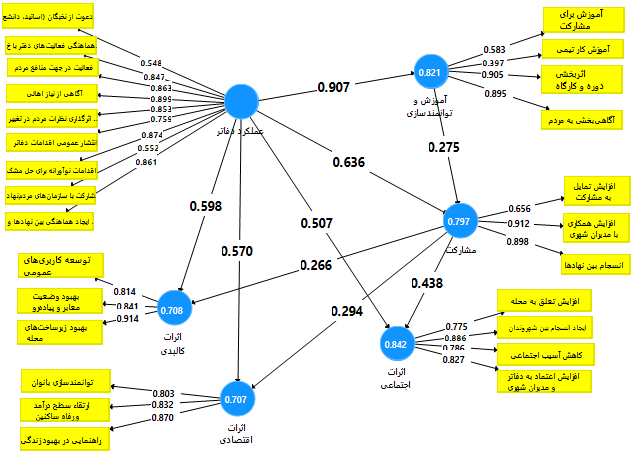 دعوت از نخبگان (اساتید، دانشج
هماهنگی فعالیت‌های دفتر با خ
فعالیت در جهت منافع مردم
آگاهی از نیاز اهالی
اثرگذاری نظرات مردم در تغییر ..
انتشار عمومی اقدامات دفاتر
اقدامات نوآورانه برای حل مشک
شارکت با سازمان‌های مردم‌نهاد
ایجاد هماهنگی بین نهادها و
0.548
0.847
0.863
0.899
0.853
0.759
0.874
0.552
0.861
عملکرد دفاتر
0.907
0.636
0.507
0.598
0.570
0.821
آموزش و
توانمندسازی
0.583
0.397
0.905
0.895
آموزش برای
مشارکت
آموزش کار تیمی
اثربخشی
دوره و کارگاه
آگاهی‌بخشی به مردم
0.275
0.797
مشارکت
0.656
0.912
0.898
افزایش تمایل
به مشارکت
افزایش همکاری
با مدیران شهری
انسجام بین نهادها
0.266
0.294
0.438
توسعه کاربری‌های
عمومی
بهبود وضعیت
معابر و پیاده‌رو
بهبود زیرساخت‌های
محله
0.814
0.841
0.914
0.708
اثرات
کالبدی
0.842
اثرات
اجتماعی
0.775
0.886
0.786
0.827
افزایش تعلق به محله
ایجاد انسجام بین شهروندان
کاهش آسیب اجتماعی
افزایش اعتماد به دفاتر
و مدیران شهری
توانمندسازی بانوان
ارتقاء سطح درآمد
و رفاه ساکنین
راهنمایی در بهبودزندگی
0.803
0.832
0.870
0.707
اثرات
اقتصادی